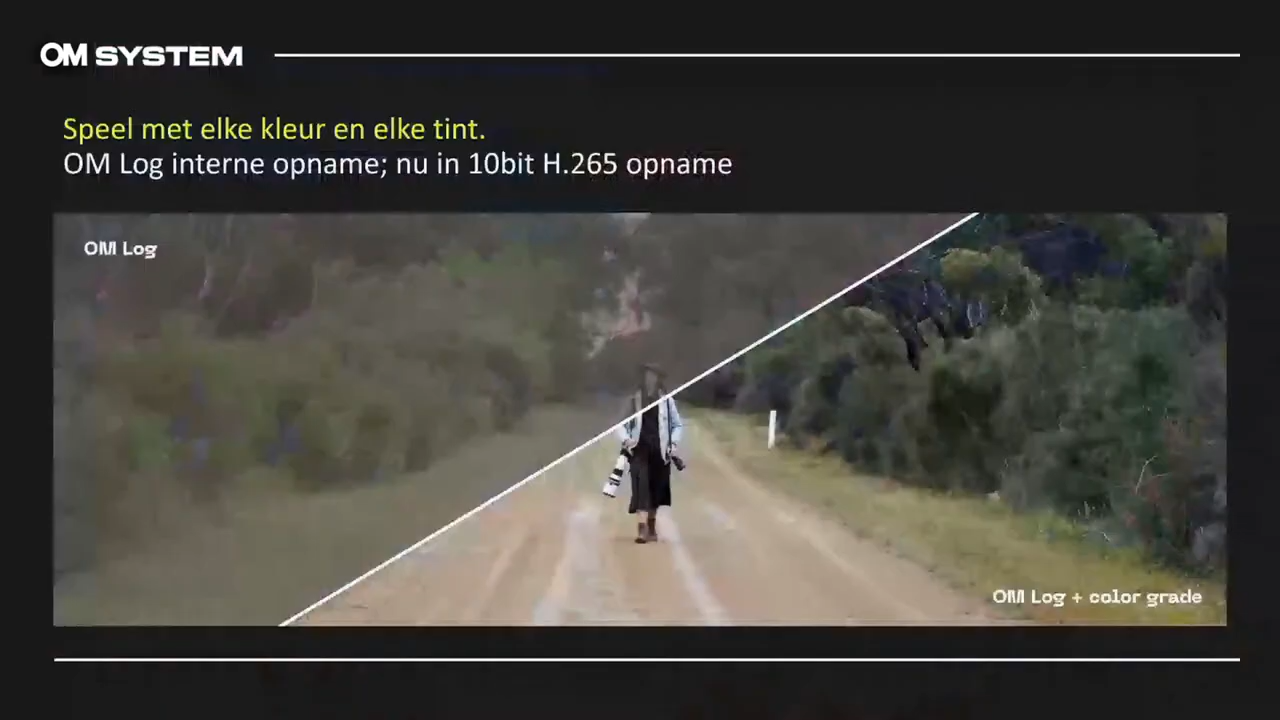 OM SYSTEM
Speel met elke kleur en elke tint.
OM Log interne opname; nu in 10bit H.265 opname
OM Log
OM Log + color grade